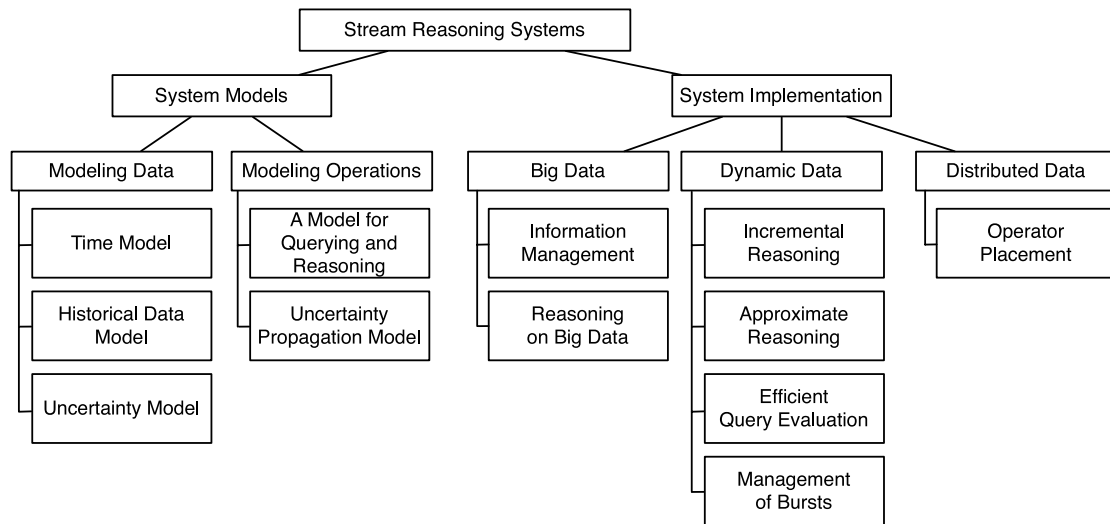 Stream Reasoning Systems
System Models
System Implementation
Modeling Data
Modeling Operations
Big Data
Dynamic Data
Distributed Data
Time Model
Historical Data
Model
Uncertainty Model
A Model for
Querying and
Reasoning
Uncertainty
Propagation Model
Information
Management
Reasoning
on Big Data
Incremental
Reasoning
Approximate
Reasoning
Efficient
Query Evaluation
Management
of Bursts
Operator
Placement